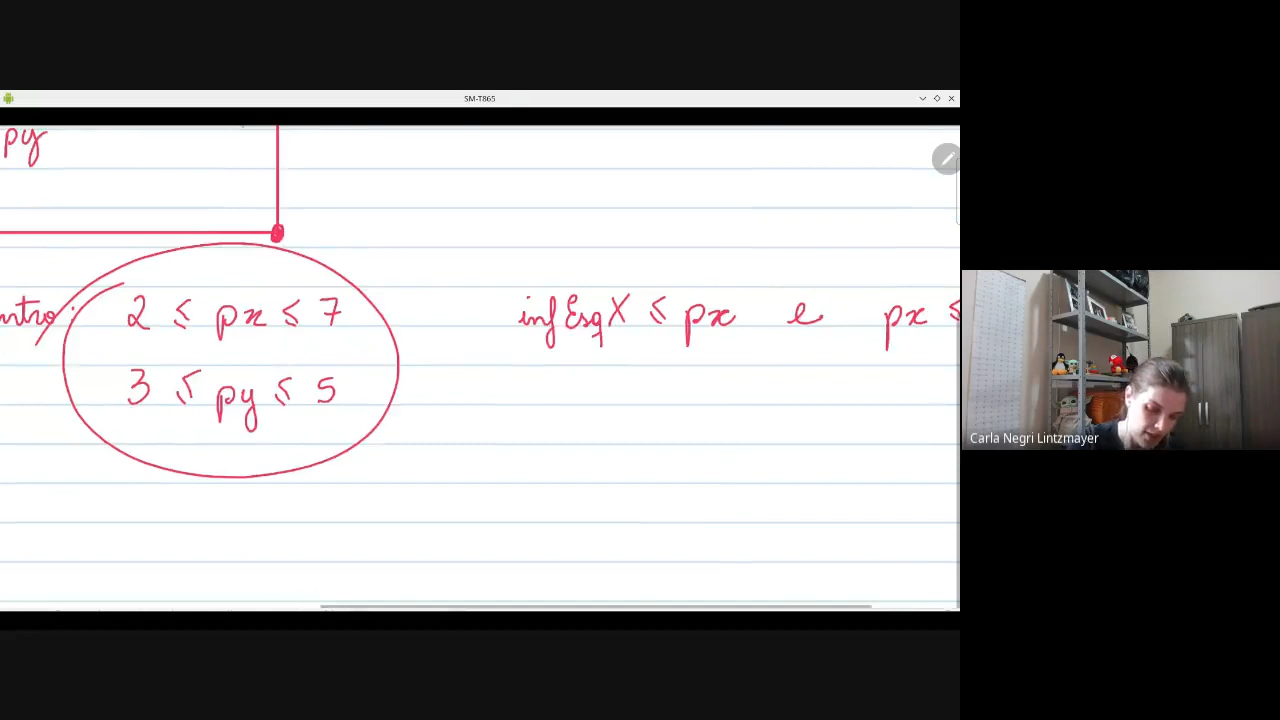 SM-T865
py
ntro: 2 ≤ px ≤ 7 infEsqX ≤ px e px ≤
3 ≤ py ≤ 5
Carla Negri Lintzmayer